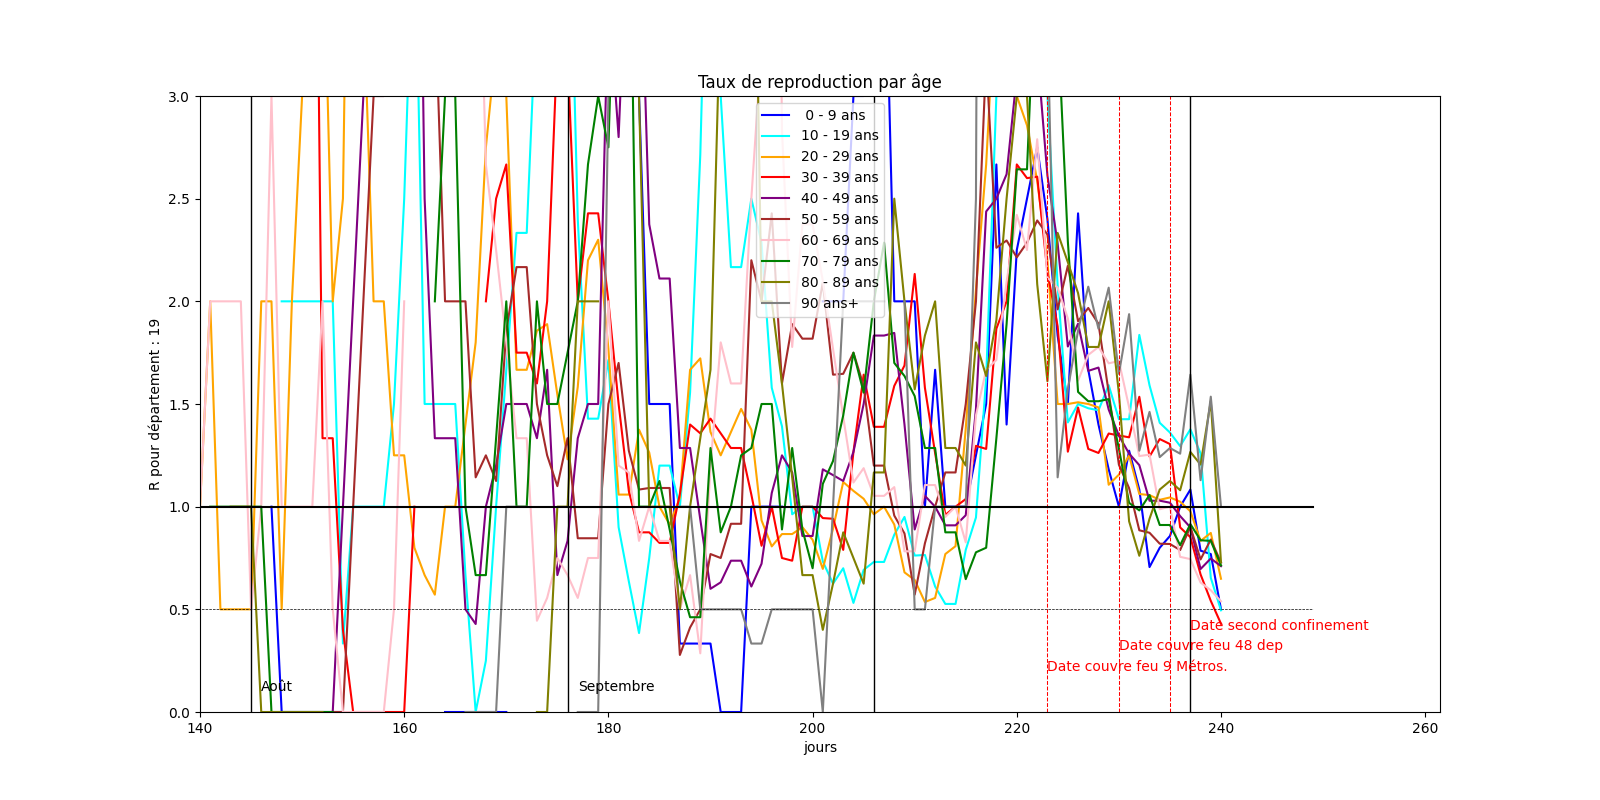 Taux de reproduction par âge
R pour département : 19
3.0
2.5
2.0
1.5
1.0
0.5
0.0
0 - 9 ans
10 - 19 ans
20 - 29 ans
30 - 39 ans
40 - 49 ans
50 - 59 ans
60 - 69 ans
70 - 79 ans
80 - 89 ans
90 ans+
Date second confinement
Date couvre feu 48 dep
Date couvre feu 9 Métros.
Août
Septembre
140
160
180
200
220
240
260
jours